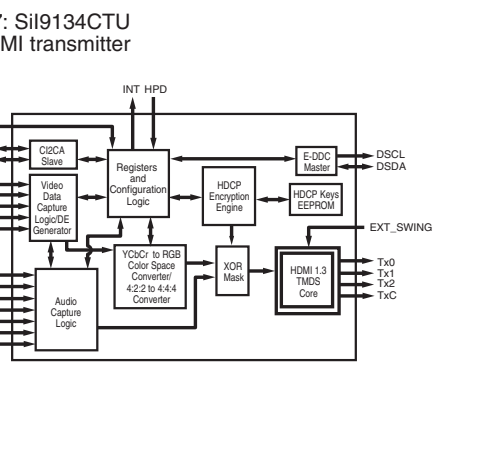 : SiI9134CTU
MI transmitter
INT HPD
CI2CA
Slave
Registers
and
Configuration
Logic
E-DDC
Master
DSCL
DSDA
Video
Data
Capture
Logic/DE
Generator
HDCP
Encryption
Engine
HDCP Keys
EEPROM
EXT_SWING
YCbCr to RGB
Color Space
Converter/
4:2:2 to 4:4:4
Converter
XOR
Mask
HDMI 1.3
TMDS
Core
Tx0
Tx1
Tx2
TxC
Audio
Capture
Logic